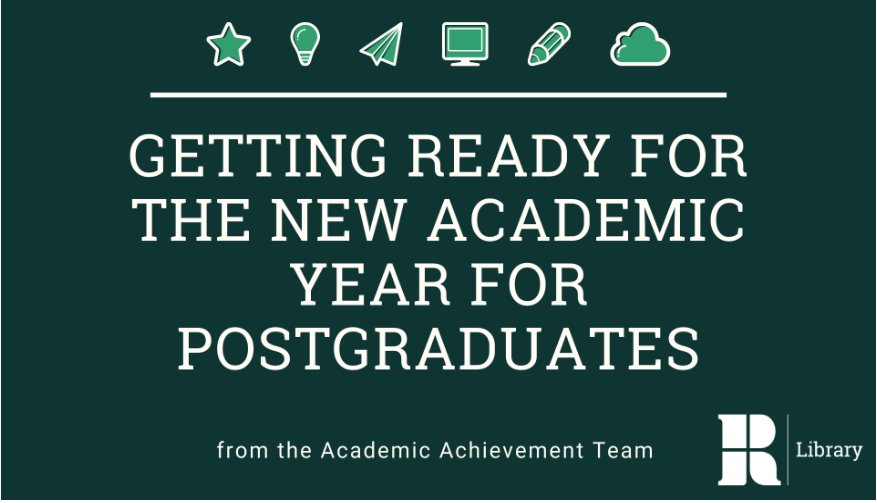 GETTING READY FOR
THE NEW ACADEMIC
YEAR FOR
POSTGRADUATES
from the Academic Achievement Team
R
Library